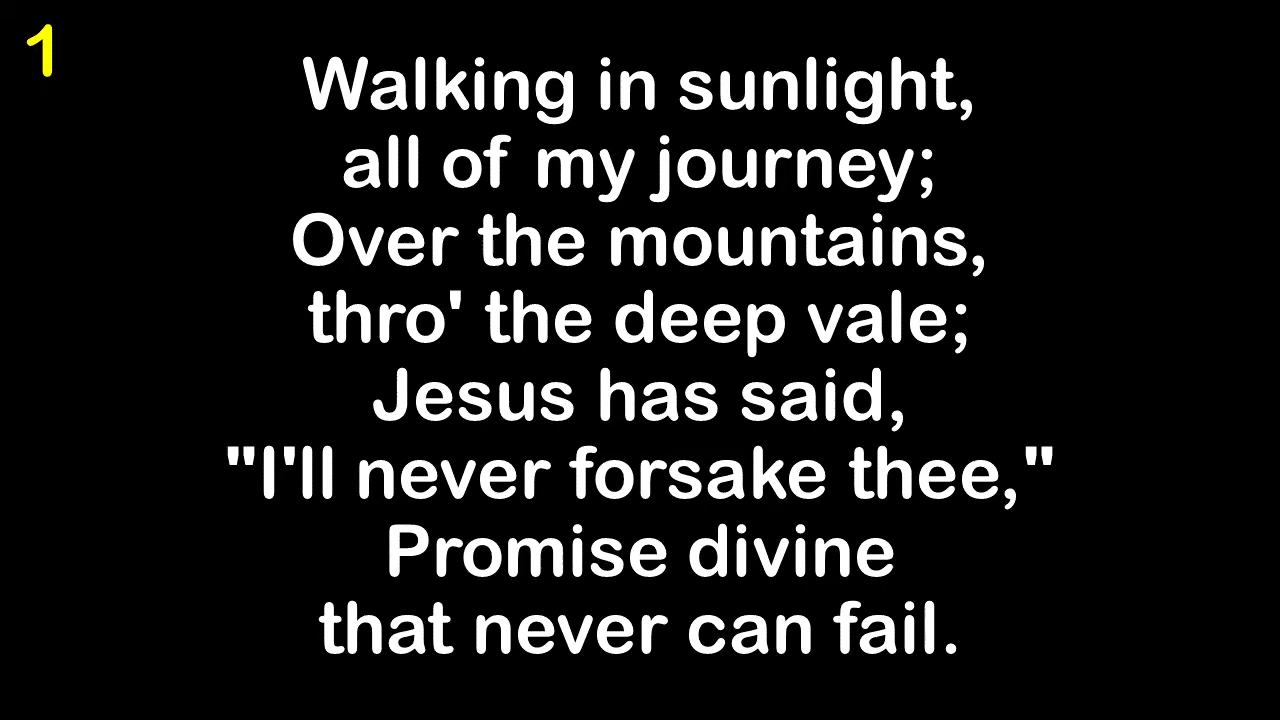 1
Walking in sunlight,
all of my journey;
Over the mountains,
thro' the deep vale;
Jesus has said,
"I'll never forsake thee,"
Promise divine
that never can fail.